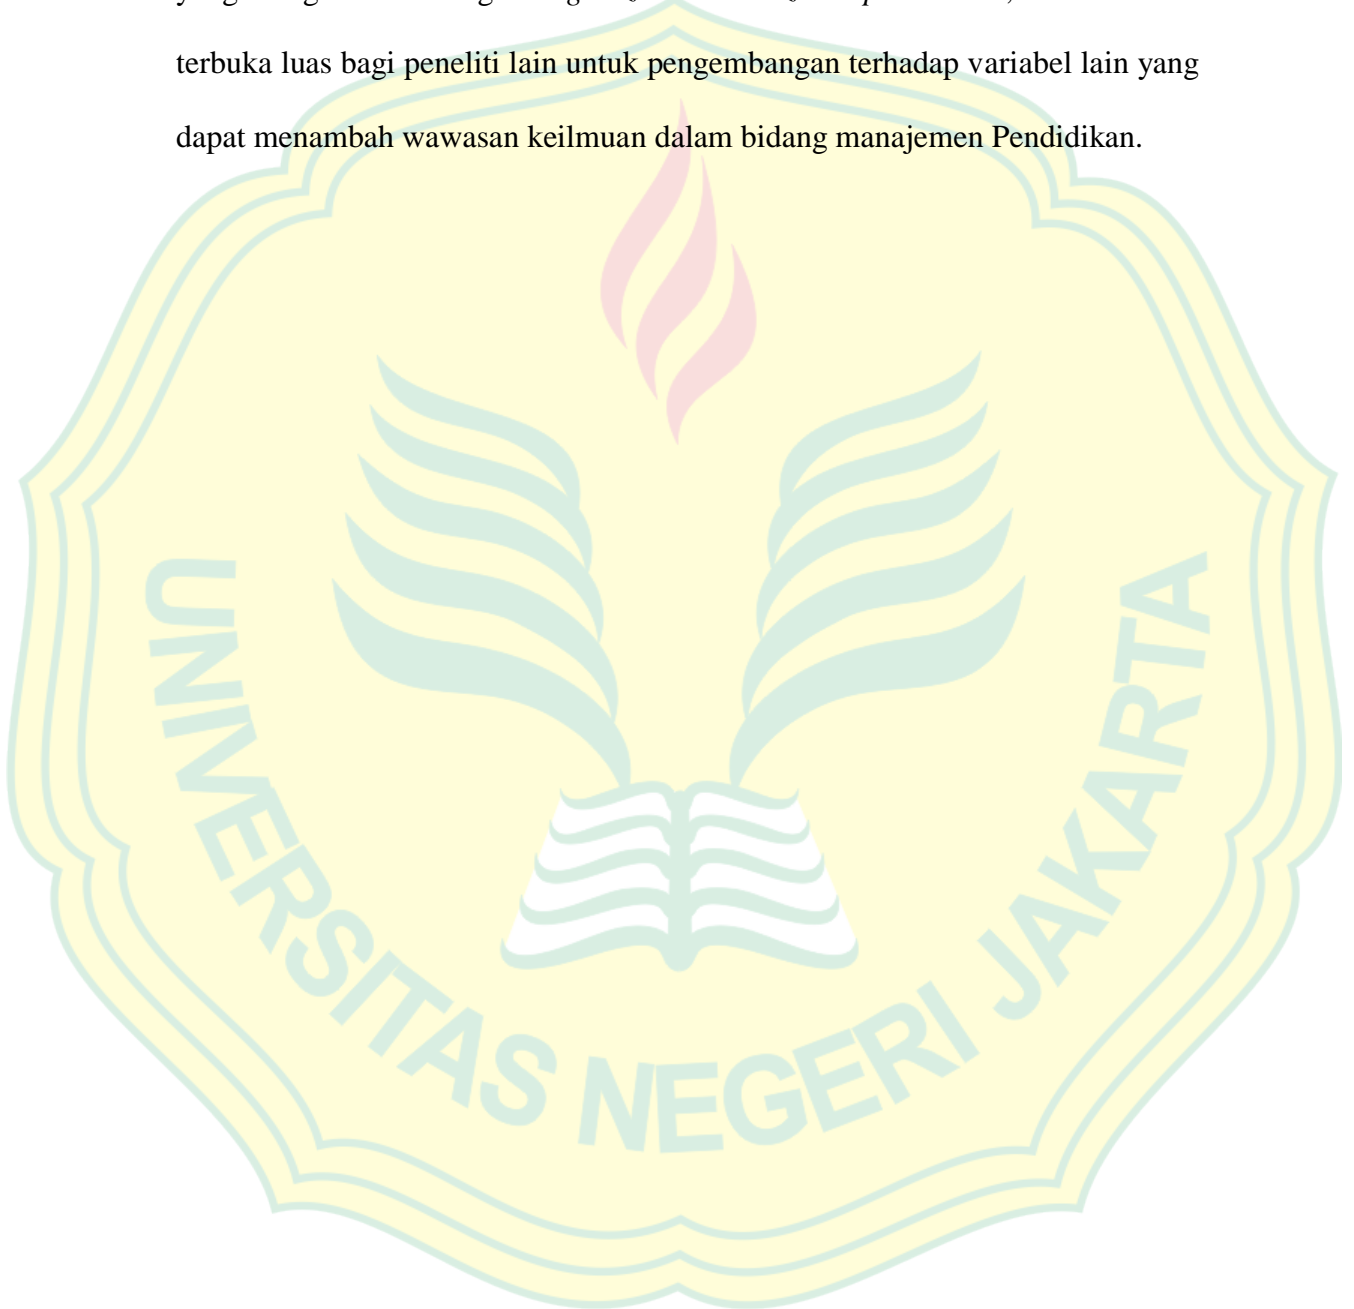 terbuka luas bagi peneliti lain untuk pengembangan terhadap variabel lain yang
dapat menambah wawasan keilmuan dalam bidang manajemen Pendidikan.
UNIVERSITAS NEGERI JAKARTA